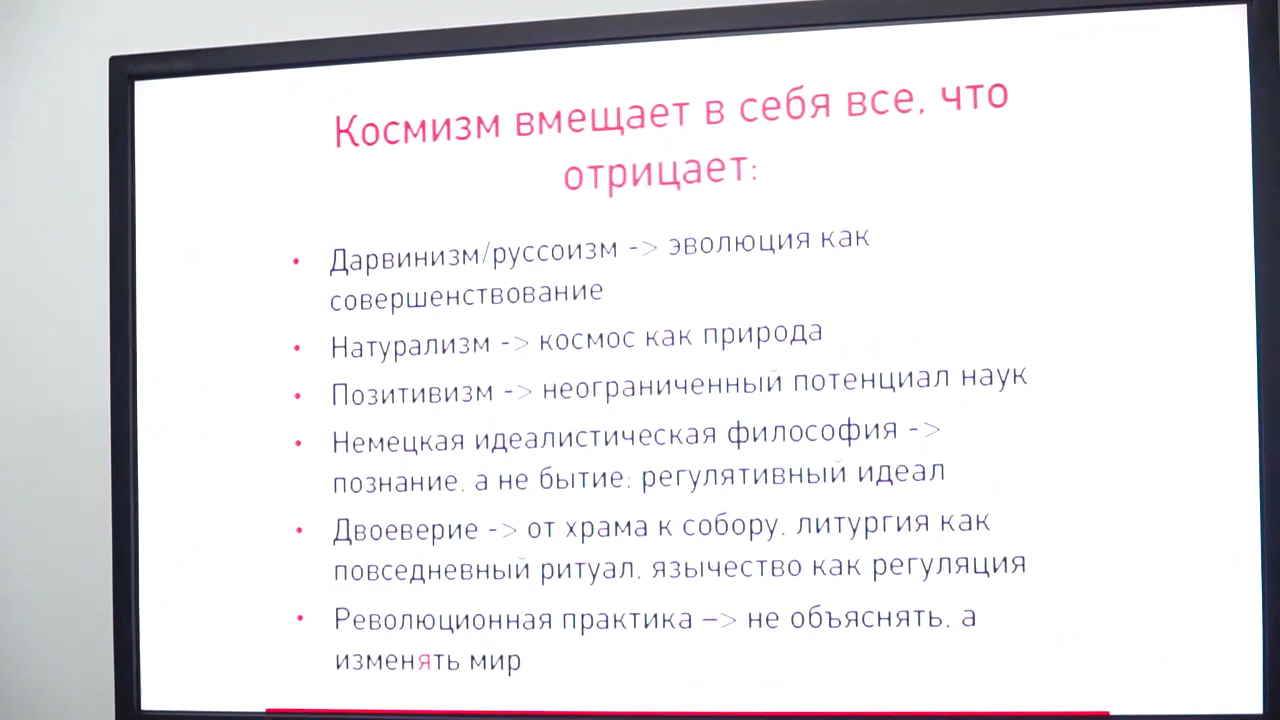 Космизм вмещает в себя все, что
отрицает:
• Дарвинизм/руссоизм -> эволюция как
совершенствование
• Натурализм -> космос как природа
• Позитивизм -> неограниченный потенциал наук
• Немецкая идеалистическая философия ->
познание, а не бытие; регулятивный идеал
• Двоеверие -> от храма к собору, литургия как
повседневный ритуал, язычество как регуляция
• Революционная практика –> не объяснять, а
изменять мир